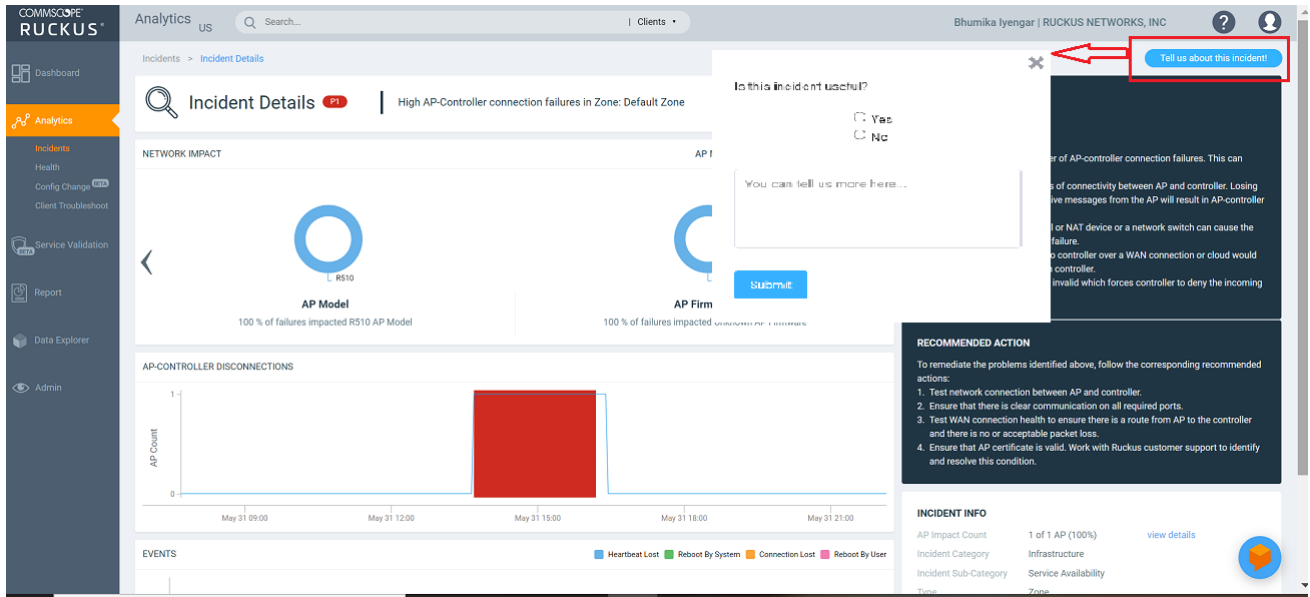 COMMSCOPE®
RUCKUS®
Analytics
US
Search...
| Clients
Bhumika Iyengar | RUCKUS NETWORKS, INC
?
Dashboard
Analytics
Incidents
Health
Config Change BETA
Client Troubleshoot
Service Validation
BETA
Report
Data Explorer
Admin
Incidents > Incident Details
Tell us about this incident!
Incident Details P1
High AP-Controller connection failures in Zone: Default Zone
Is this incident useful?
Yes
No
You can tell us more here...
Submit
NETWORK IMPACT
R510
AP Model
100 % of failures impacted R510 AP Model
AP Firm
100 % of failures impacted Unknown AP Firmware
of AP-controller connection failures. This can
of connectivity between AP and controller. Losing
messages from the AP will result in AP-controller
or NAT device or a network switch can cause the
failure.
controller over a WAN connection or cloud would
controller.
invalid which forces controller to deny the incoming
RECOMMENDED ACTION
To remediate the problems identified above, follow the corresponding recommended
actions:
1. Test network connection between AP and controller.
2. Ensure that there is clear communication on all required ports.
3. Test WAN connection health to ensure there is a route from AP to the controller
and there is no or acceptable packet loss.
4. Ensure that AP certificate is valid. Work with Ruckus customer support to identify
and resolve this condition.
AP-CONTROLLER DISCONNECTIONS
AP Count
1
0
May 31 09:00
May 31 12:00
May 31 15:00
May 31 18:00
May 31 21:00
EVENTS
Heartbeat Lost
Reboot By System
Connection Lost
Reboot By User
INCIDENT INFO
AP Impact Count 1 of 1 AP (100%) view details
Incident Category Infrastructure
Incident Sub-Category Service Availability
Type Zone